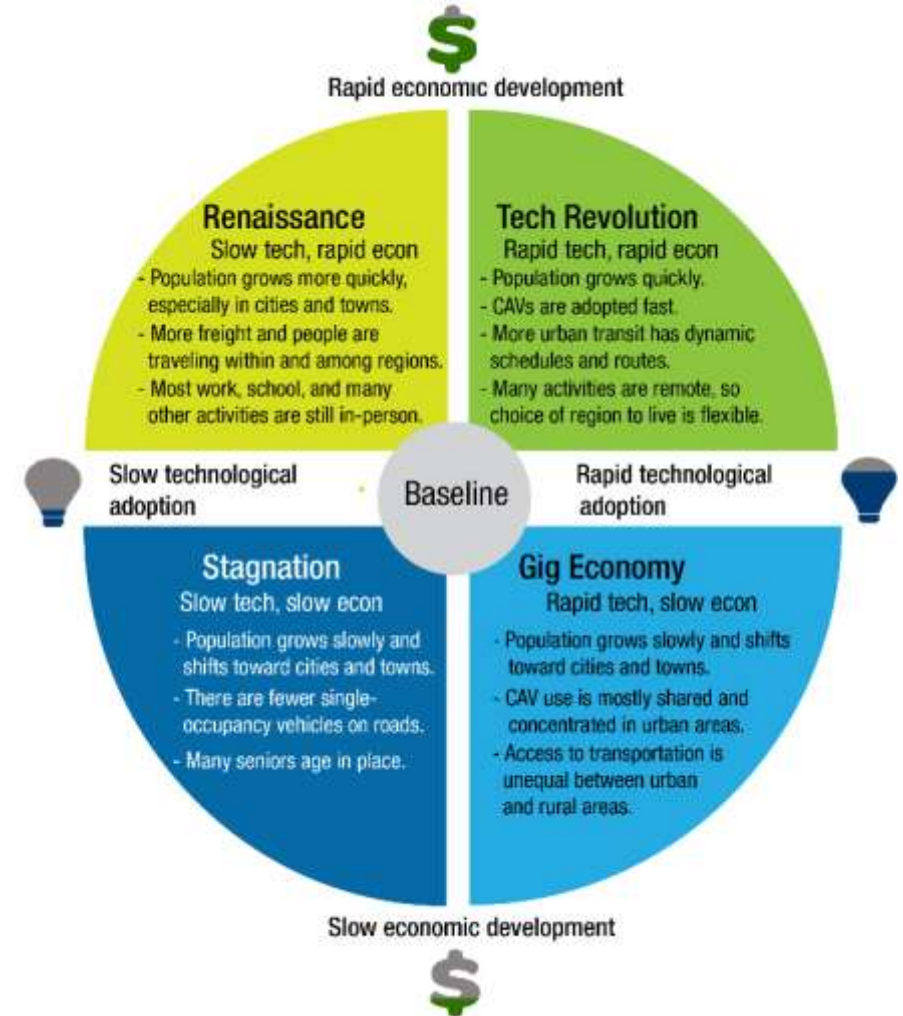 $
Rapid economic development
Renaissance
Slow tech, rapid econ
- Population grows more quickly,
especially in cities and towns.
- More freight and people are
traveling within and among regions.
- Most work, school, and many
other activities are still in-person.
Tech Revolution
Rapid tech, rapid econ
- Population grows quickly.
- CAVs are adopted fast.
- More urban transit has dynamic
schedules and routes.
- Many activities are remote, so
choice of region to live is flexible.
Slow technological
adoption
Baseline
Rapid technological
adoption
Stagnation
Slow tech, slow econ
- Population grows slowly and
shifts toward cities and towns.
- There are fewer single-
occupancy vehicles on roads.
- Many seniors age in place.
Gig Economy
Rapid tech, slow econ
- Population grows slowly and shifts
toward cities and towns.
- CAV use is mostly shared and
concentrated in urban areas.
- Access to transportation is
unequal between urban
and rural areas.
Slow economic development
$